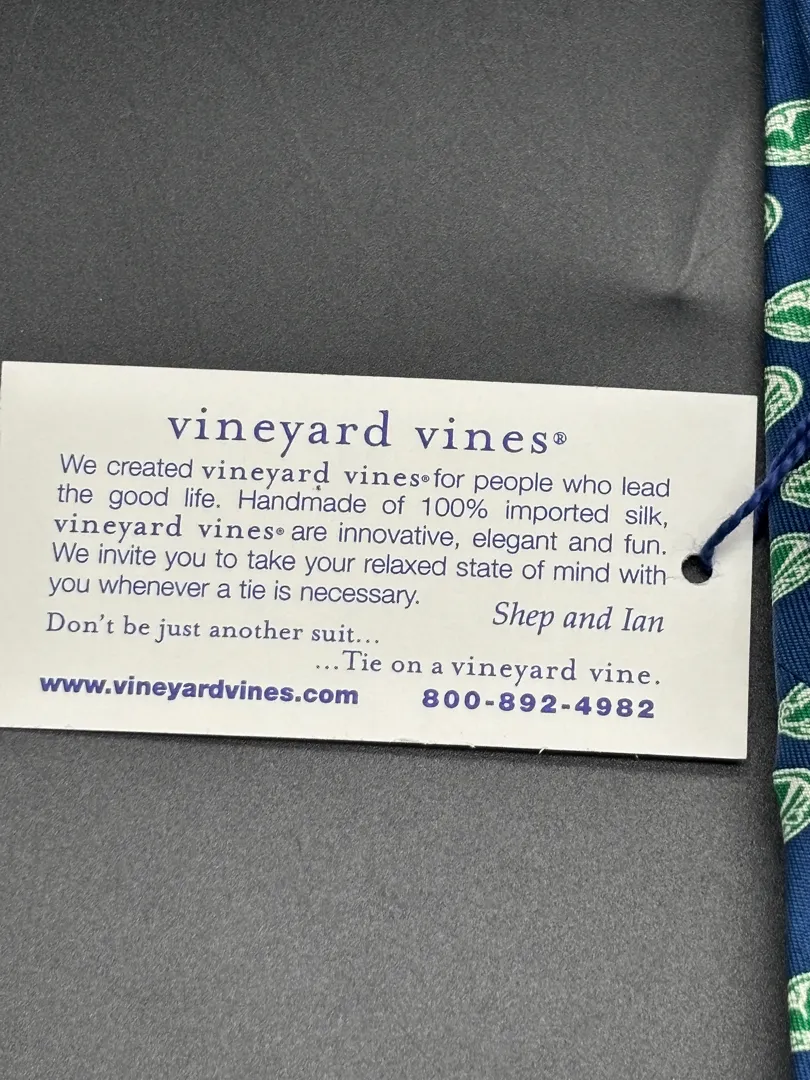 vineyard vines®
We created vineyard vines® for people who lead
the good life. Handmade of 100% imported silk,
vineyard vines® are innovative, elegant and fun.
We invite you to take your relaxed state of mind with
you whenever a tie is necessary.
Shep and Ian
Don't be just another suit...
...Tie on a vineyard vine.
www.vineyardvines.com 800-892-4982